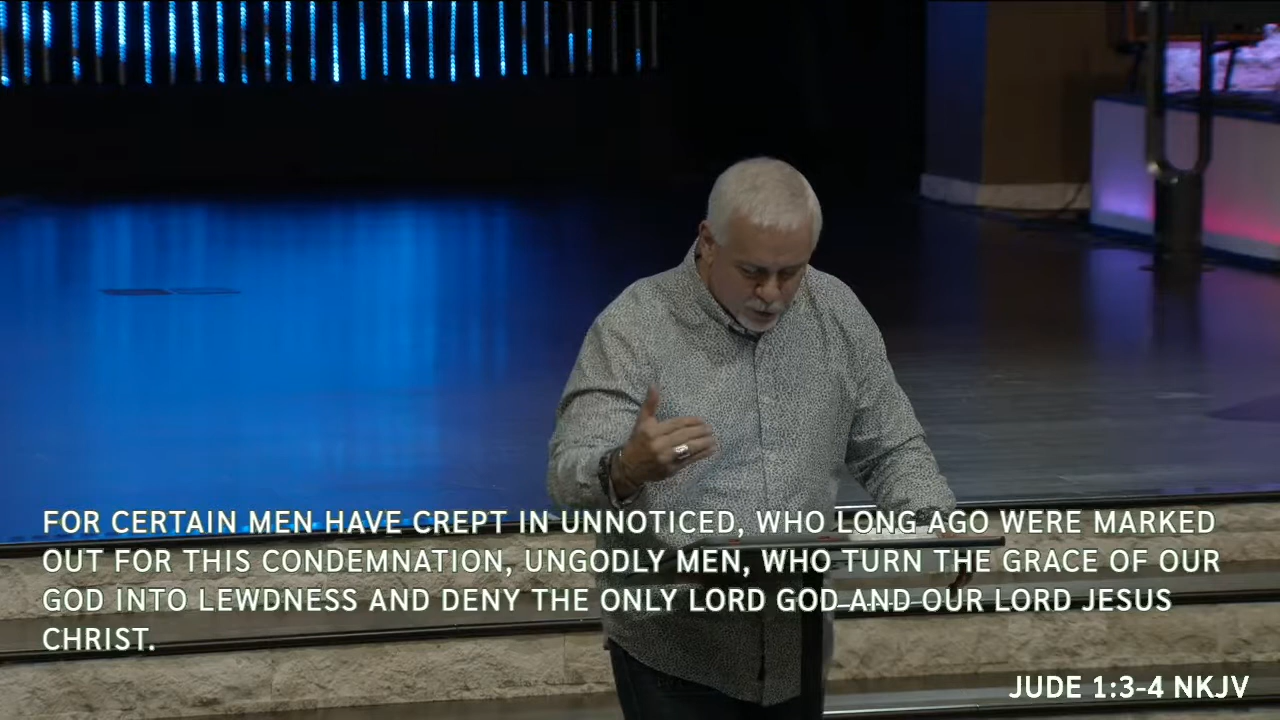 FOR CERTAIN MEN HAVE CREPT IN UNNOTICED, WHO LONG AGO WERE MARKED
OUT FOR THIS CONDEMNATION, UNGODLY MEN, WHO TURN THE GRACE OF OUR
GOD INTO LEWDNESS AND DENY THE ONLY LORD GOD AND OUR LORD JESUS
CHRIST.
JUDE 1:3-4 NKJV